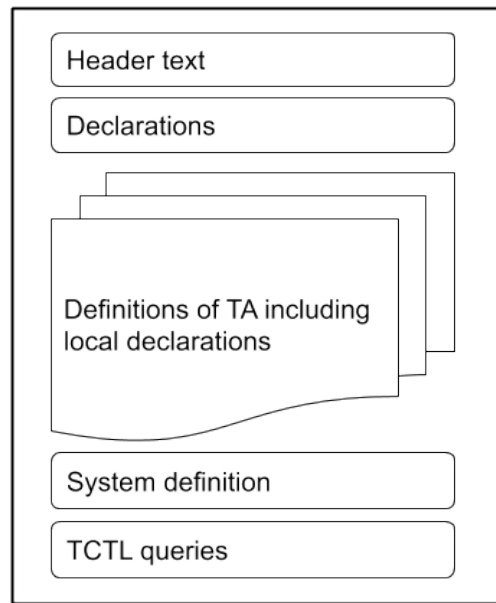 Header text
Declarations
Definitions of TA including
local declarations
System definition
TCTL queries